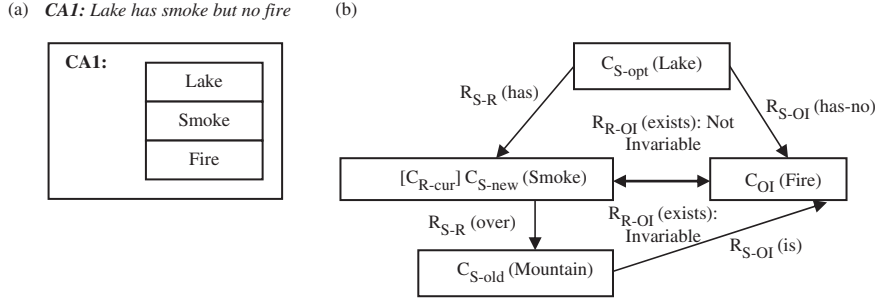 (a) CA1: Lake has smoke but no fire
CA1:
Lake
Smoke
Fire
(b)
C_S-opt (Lake)
R_S-R (has)
R_S-OI (has-no)
R_R-OI (exists): Not
Invariable
[C_R-cur] C_S-new (Smoke)
C_OI (Fire)
R_S-R (over)
R_R-OI (exists):
Invariable
R_S-OI (is)
C_S-old (Mountain)